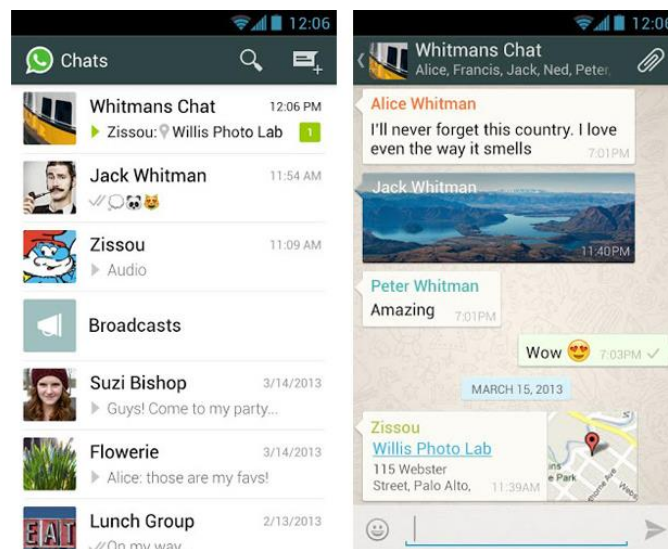 12:06
Chats
Whitmans Chat 12:06 PM
Zissou: Willis Photo Lab 1
Jack Whitman 11:54 AM
Zissou 11:09 AM
Audio
Broadcasts
Suzi Bishop 3/14/2013
Guys! Come to my party...
Flowerie 3/14/2013
Alice: those are my favs!
EAT
Lunch Group 2/13/2013
On my way
12:06
Whitmans Chat
Alice, Francis, Jack, Ned, Peter,
Alice Whitman
I'll never forget this country. I love
even the way it smells 7:01PM
Jack Whitman
11:40PM
Peter Whitman
Amazing 7:01PM
Wow 😍 7:03PM
MARCH 15, 2013
Zissou
Willis Photo Lab
115 Webster
Street, Palo Alto, 11:39AM